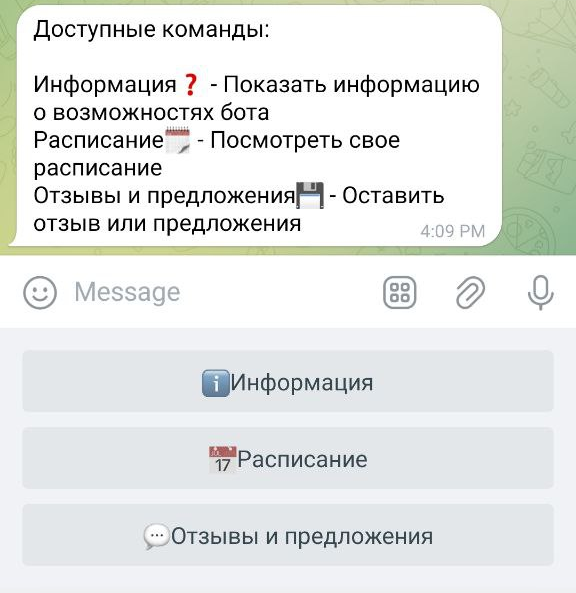 Доступные команды:
Информация❓ - Показать информацию
о возможностях бота
Расписание🗓 - Посмотреть свое
расписание
Отзывы и предложения💾 - Оставить
отзыв или предложения
4:09 PM
Message
ℹ️Информация
📅Расписание
💬Отзывы и предложения